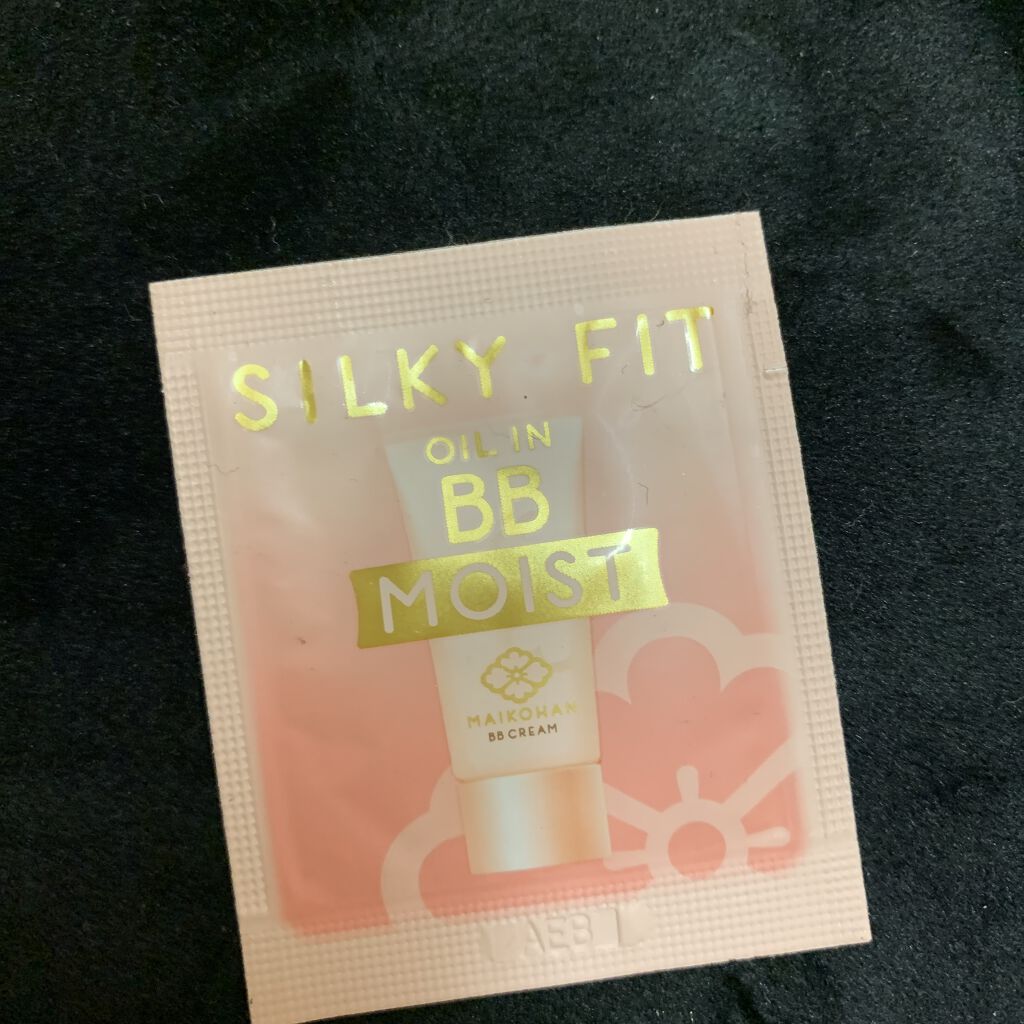 SILKY FIT
OIL IN
BB
MOIST
MAIKOHAN
BB CREAM